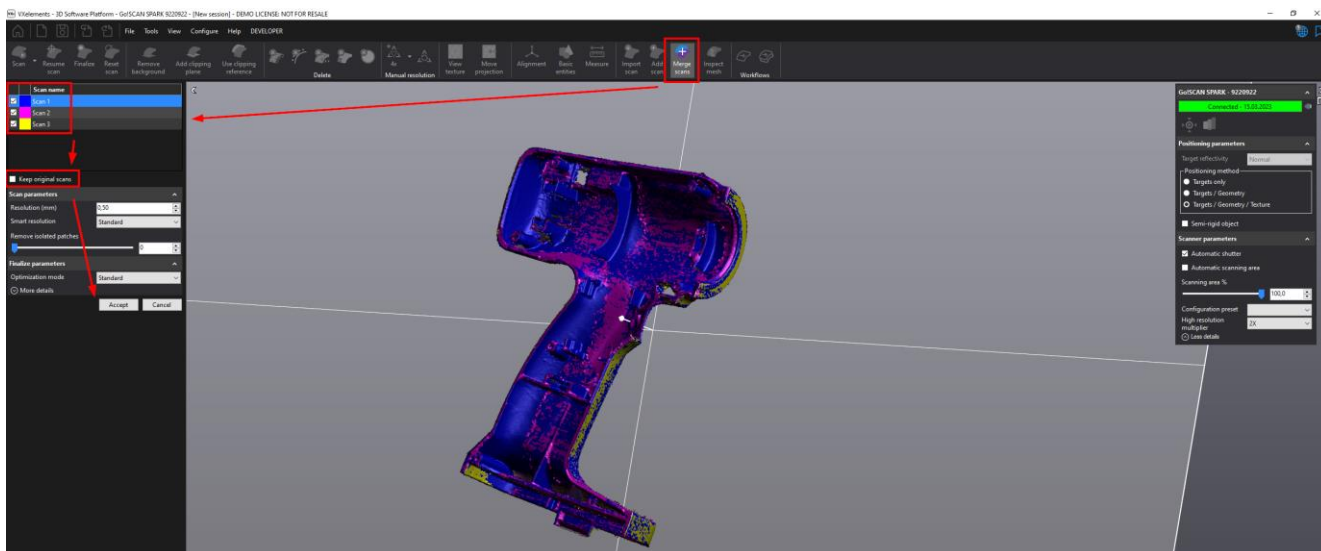 VXelements - 3D Software Platform - Go!SCAN SPARK 9220922 - [New session] - DEMO LICENSE: NOT FOR RESALE
File Tools View Configure Help DEVELOPER
Scan Resume scan Finalize Reset scan Remove background Add clipping plane Use clipping reference Delete 4x Manual resolution View texture Move projection Alignment Basic entities Measure Import scan Add scan Merge scans Inspect mesh Workflows
Scan name
Scan 1
Scan 2
Scan 3
Keep original scans
Scan parameters
Resolution (mm) 0,50
Smart resolution Standard
Remove isolated patches
0
Finalize parameters
Optimization mode Standard
More details
Accept Cancel
Go!SCAN SPARK - 9220922
Connected - 15.03.2023
Positioning parameters
Target reflectivity Normal
Positioning method
Targets only
Targets / Geometry
Targets / Geometry / Texture
Semi-rigid object
Scanner parameters
Automatic shutter
Automatic scanning area
Scanning area %
100,0
Configuration preset
High resolution multiplier 2X
Less details